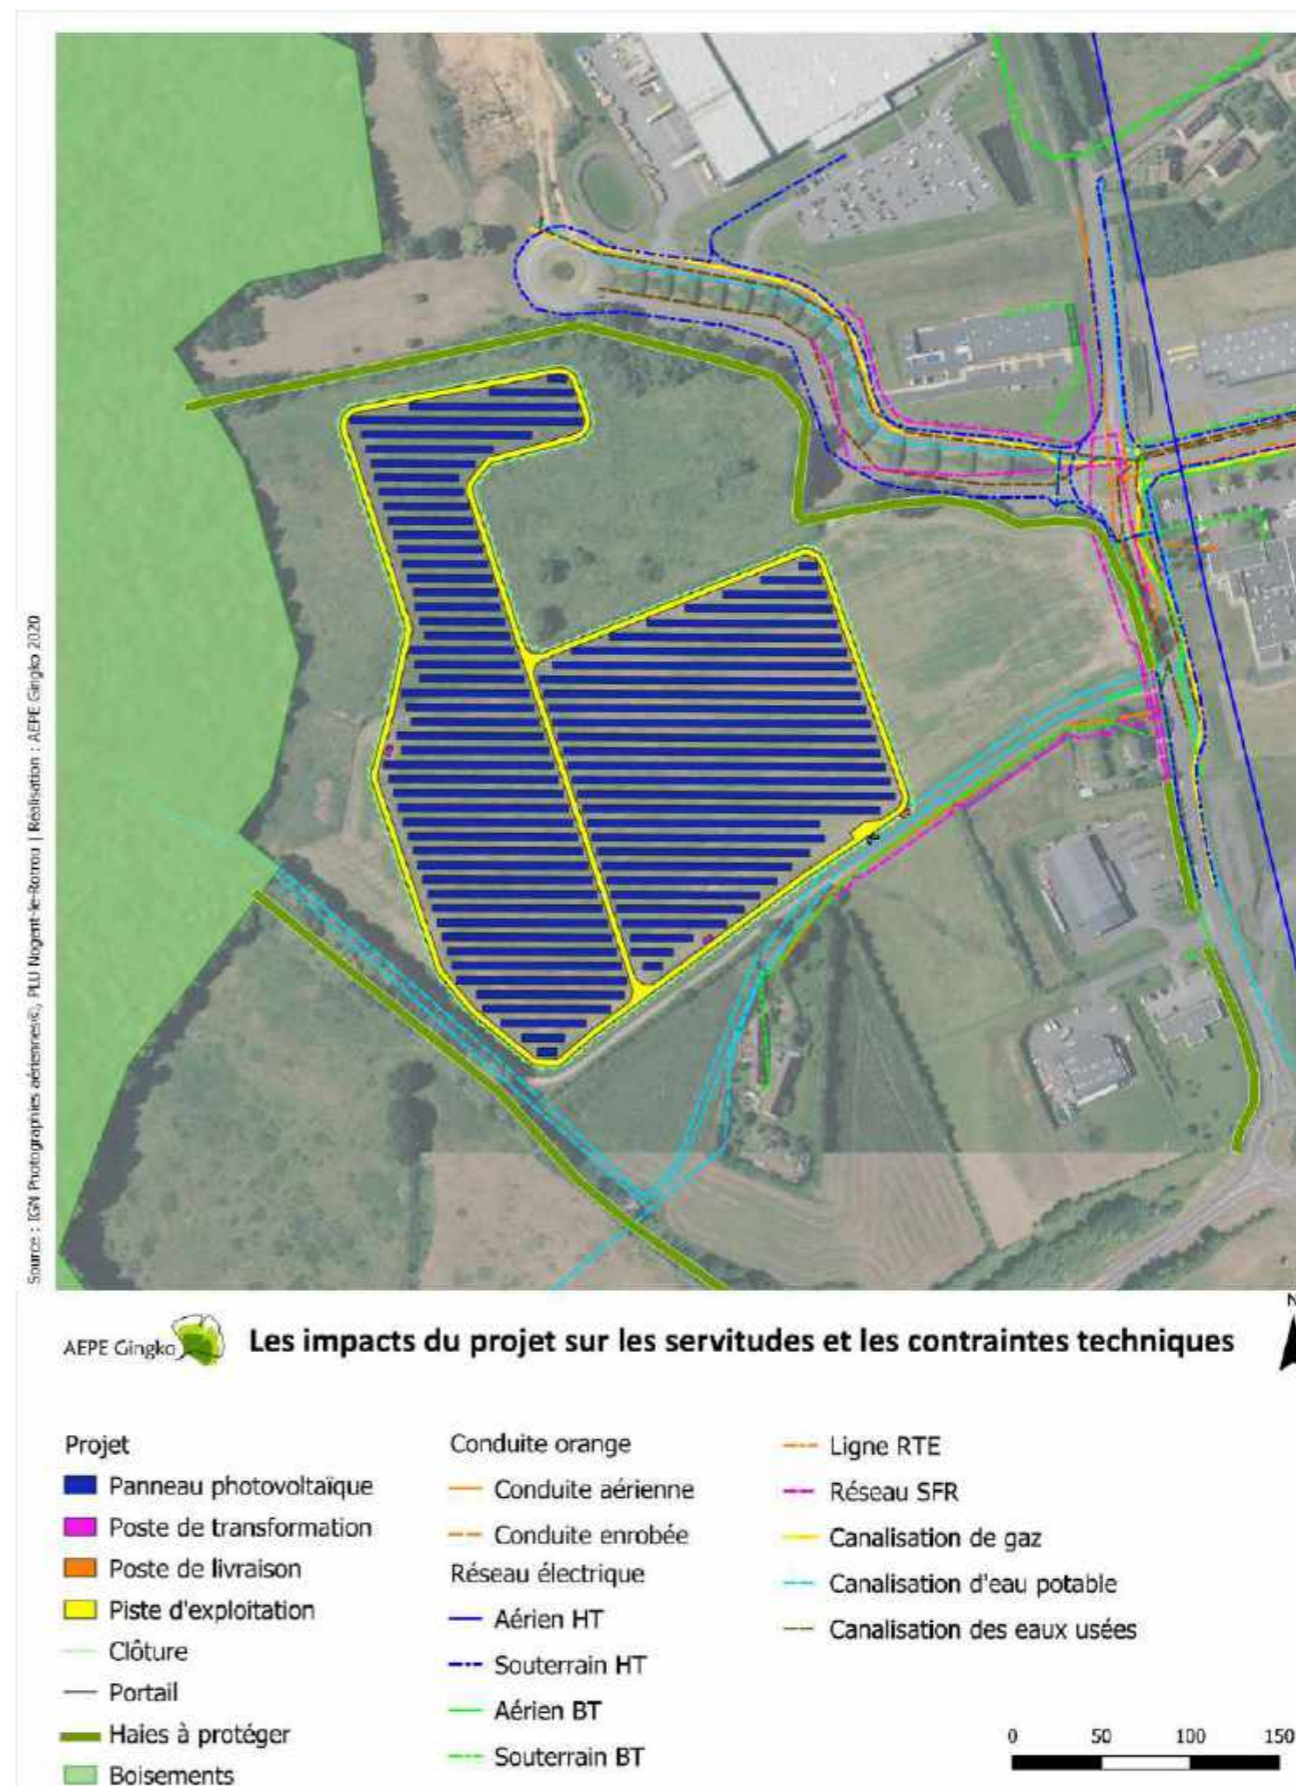 Source : IGN Photographies aériennes©, PLU Nogent-le-Rotrou | Réalisation : AEPE Gingko 2020
N
AEPE Gingko
Les impacts du projet sur les servitudes et les contraintes techniques
Projet
Panneau photovoltaïque
Poste de transformation
Poste de livraison
Piste d'exploitation
Clôture
Portail
Haies à protéger
Boisements
Conduite orange
Conduite aérienne
Conduite enrobée
Réseau électrique
Aérien HT
Souterrain HT
Aérien BT
Souterrain BT
Ligne RTE
Réseau SFR
Canalisation de gaz
Canalisation d'eau potable
Canalisation des eaux usées
0 50 100 150